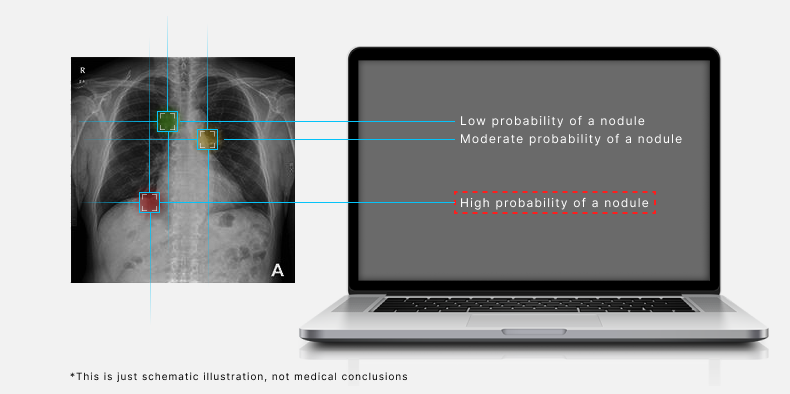 R
Low probability of a nodule
Moderate probability of a nodule
High probability of a nodule
A
*This is just schematic illustration, not medical conclusions